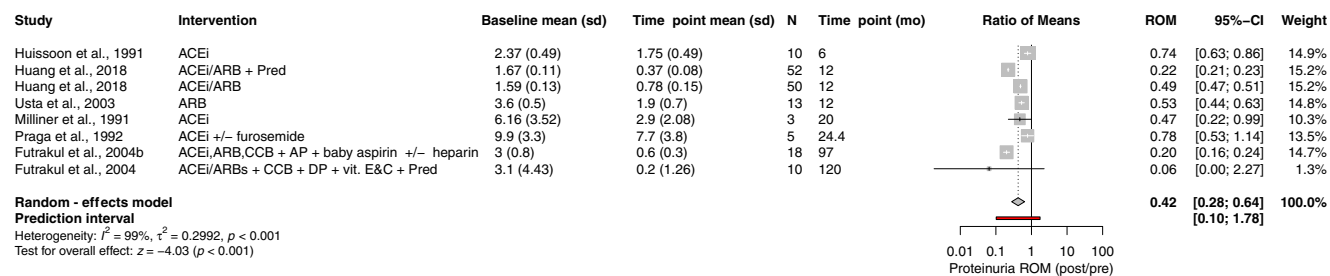 Study Intervention Baseline mean (sd) Time point mean (sd) N Time point (mo) Ratio of Means ROM 95%−CI Weight
Huissoon et al., 1991 ACEi 2.37 (0.49) 1.75 (0.49) 10 6 0.74 [0.63; 0.86] 14.9%
Huang et al., 2018 ACEi/ARB + Pred 1.67 (0.11) 0.37 (0.08) 52 12 0.22 [0.21; 0.23] 15.2%
Huang et al., 2018 ACEi/ARB 1.59 (0.13) 0.78 (0.15) 50 12 0.49 [0.47; 0.51] 15.2%
Usta et al., 2003 ARB 3.6 (0.5) 1.9 (0.7) 13 12 0.53 [0.44; 0.63] 14.8%
Milliner et al., 1991 ACEi 6.16 (3.52) 2.9 (2.08) 3 20 0.47 [0.22; 0.99] 10.3%
Praga et al., 1992 ACEi +/− furosemide 9.9 (3.3) 7.7 (3.8) 5 24.4 0.78 [0.53; 1.14] 13.5%
Futrakul et al., 2004b ACEi,ARB,CCB + AP + baby aspirin +/− heparin 3 (0.8) 0.6 (0.3) 18 97 0.20 [0.16; 0.24] 14.7%
Futrakul et al., 2004 ACEi/ARBs + CCB + DP + vit. E&C + Pred 3.1 (4.43) 0.2 (1.26) 10 120 0.06 [0.00; 2.27] 1.3%
Random - effects model 0.42 [0.28; 0.64] 100.0%
Prediction interval [0.10; 1.78]
Heterogeneity: I² = 99%, τ² = 0.2992, p < 0.001
Test for overall effect: z = −4.03 (p < 0.001)
0.01 0.1 1 10 100
Proteinuria ROM (post/pre)